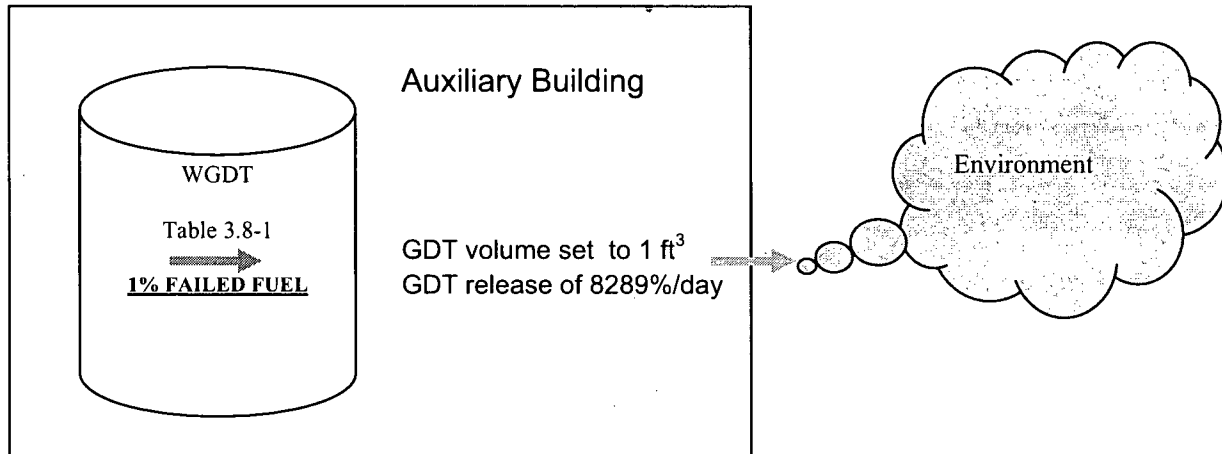 Auxiliary Building
WGDT
Table 3.8-1
1% FAILED FUEL
GDT volume set to 1 ft³
GDT release of 8289%/day
Environment